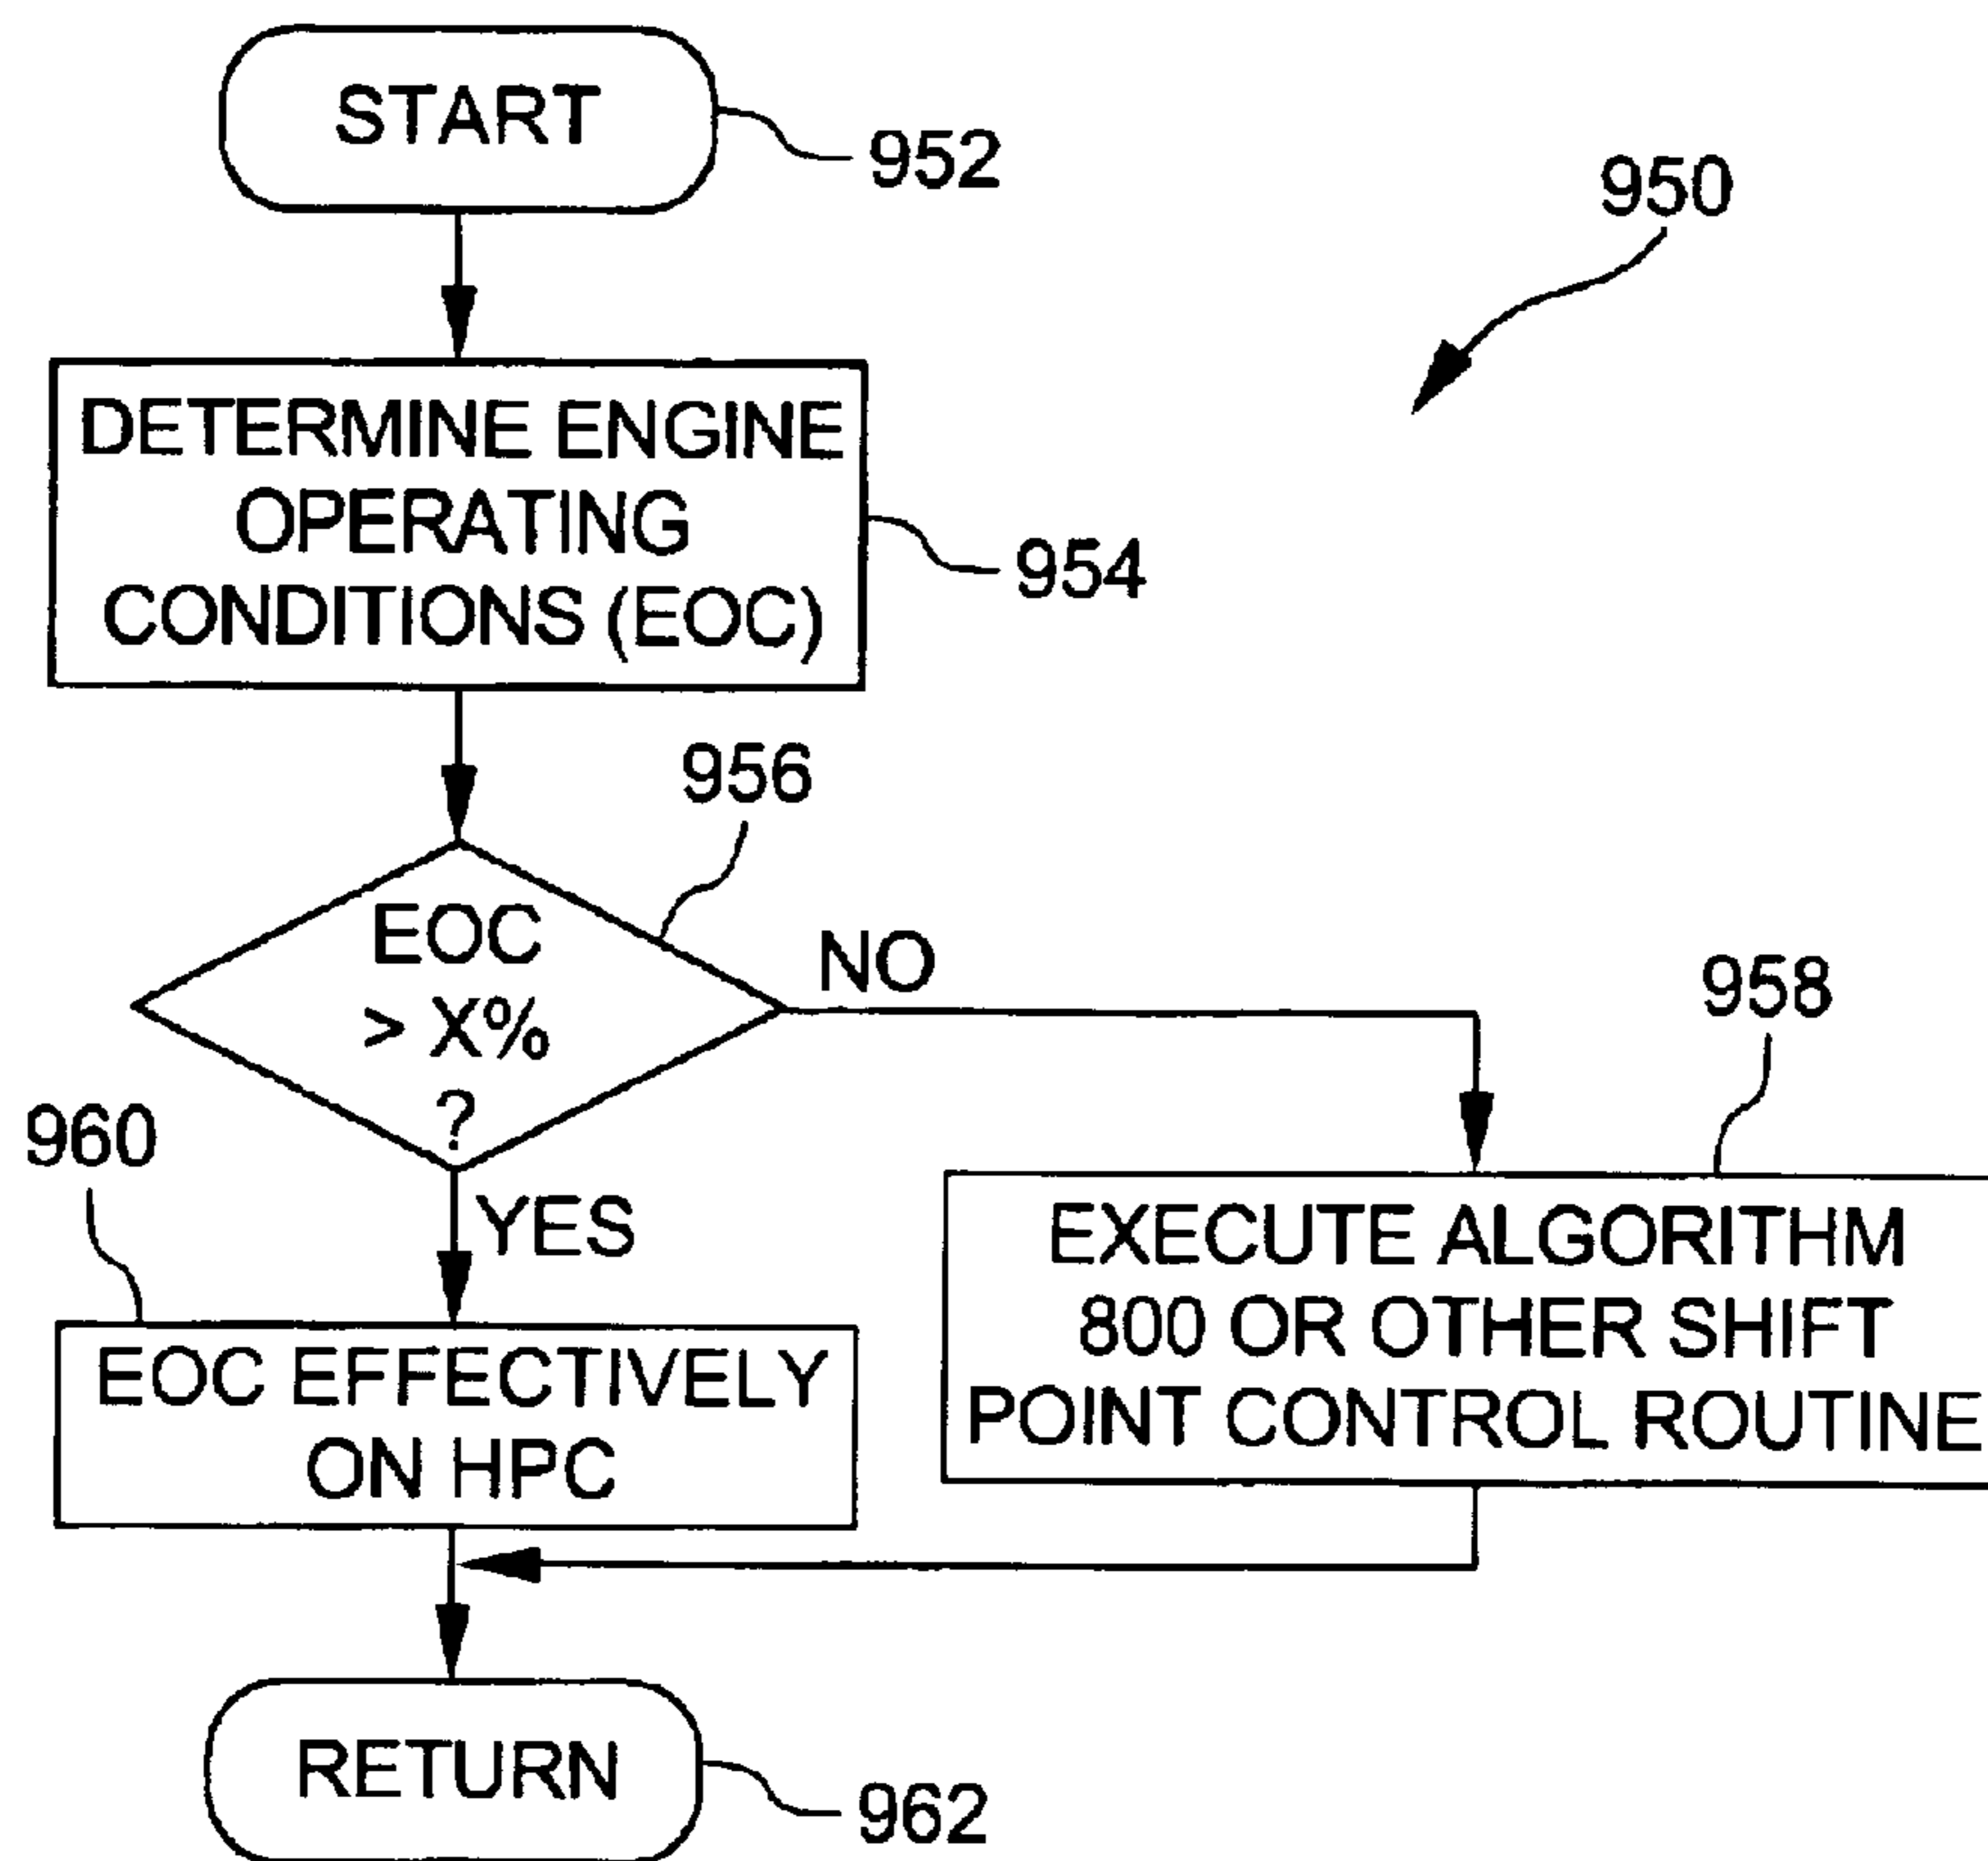 START
952
950
DETERMINE ENGINE
OPERATING
CONDITIONS (EOC)
954
956
EOC
> X%
?
NO
YES
958
EXECUTE ALGORITHM
800 OR OTHER SHIFT
POINT CONTROL ROUTINE
960
EOC EFFECTIVELY
ON HPC
RETURN
962